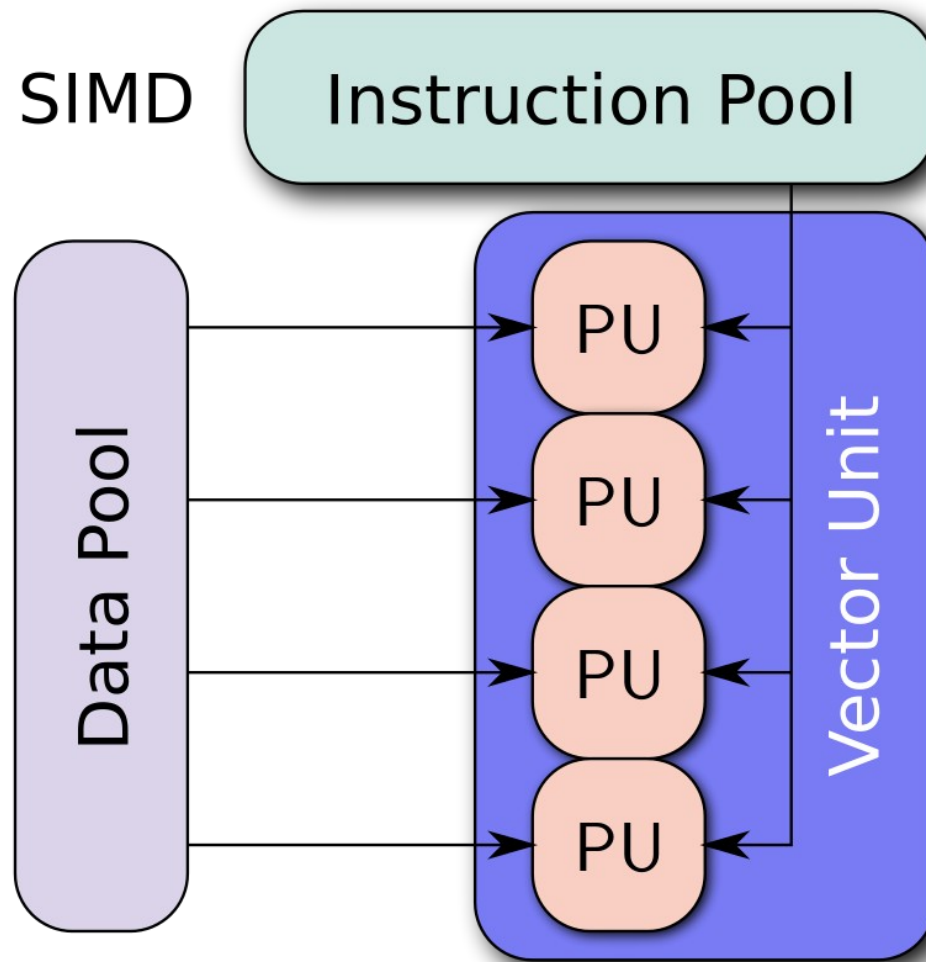 SIMD
Instruction Pool
Data Pool
PU
PU
PU
PU
Vector Unit